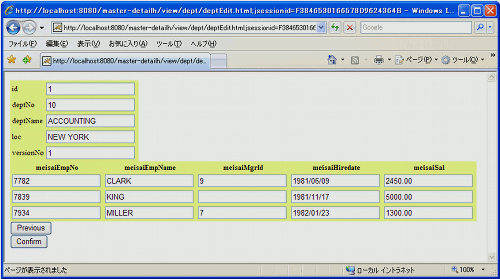 http://localhost:8080/master-detailh/view/dept/deptEdit.html;jsessionid=F3846530166678D9624364B - Windows I...
http://localhost:8080/master-detailh/view/dept/deptEdit.html;jsessionid=F38465301666
Google
ファイル(F) 編集(E) 表示(V) お気に入り(A) ツール(T) ヘルプ(H)
http://localhost:8080/master-detailh/view/dept/de...
ページ(P) ツール(O)
id 1
deptNo 10
deptName ACCOUNTING
loc NEW YORK
versionNo 1
meisaiEmpNo meisaiEmpName meisaiMgrId meisaiHiredate meisaiSal
7782 CLARK 9 1981/06/09 2450.00
7839 KING 1981/11/17 5000.00
7934 MILLER 7 1982/01/23 1300.00
Previous
Confirm
ページが表示されました ローカル イントラネット 100%